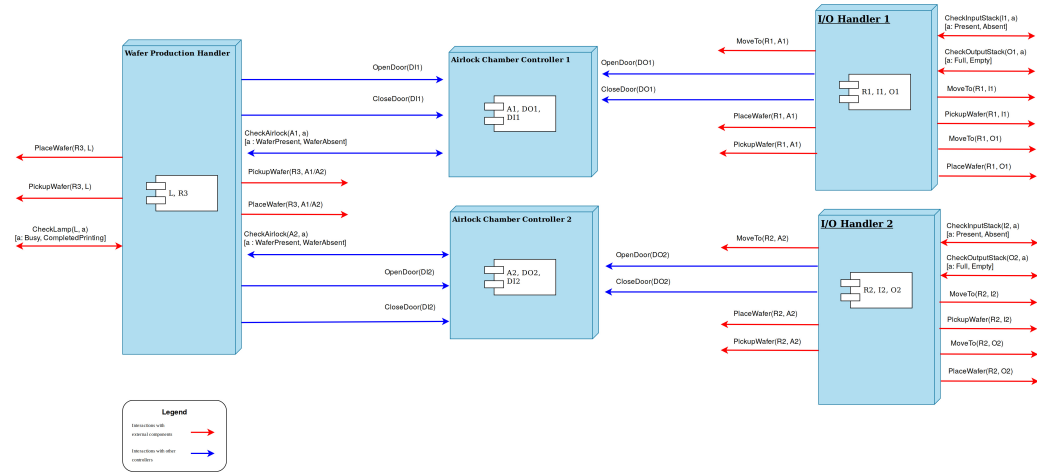 Wafer Production Handler
L, R3
PlaceWafer(R3, L)
PickupWafer(R3, L)
CheckLamp(L, a)
[a: Busy, CompletedPrinting]
OpenDoor(DI1)
CloseDoor(DI1)
CheckAirlock(A1, a)
[a : WaferPresent, WaferAbsent]
PickupWafer(R3, A1/A2)
PlaceWafer(R3, A1/A2)
CheckAirlock(A2, a)
[a : WaferPresent, WaferAbsent]
OpenDoor(DI2)
CloseDoor(DI2)
Airlock Chamber Controller 1
A1, DO1,
DI1
Airlock Chamber Controller 2
A2, DO2,
DI2
OpenDoor(DO1)
CloseDoor(DO1)
MoveTo(R1, A1)
PlaceWafer(R1, A1)
PickupWafer(R1, A1)
I/O Handler 1
R1, I1, O1
CheckInputStack(I1, a)
[a: Present, Absent]
CheckOutputStack(O1, a)
[a: Full, Empty]
MoveTo(R1, I1)
PickupWafer(R1, I1)
MoveTo(R1, O1)
PlaceWafer(R1, O1)
MoveTo(R2, A2)
OpenDoor(DO2)
CloseDoor(DO2)
PlaceWafer(R2, A2)
PickupWafer(R2, A2)
I/O Handler 2
R2, I2, O2
CheckInputStack(I2, a)
[a: Present, Absent]
CheckOutputStack(O2, a)
[a: Full, Empty]
MoveTo(R2, I2)
PickupWafer(R2, I2)
MoveTo(R2, O2)
PlaceWafer(R2, O2)
Legend
Interactions with
external components
Interactions with other
controllers